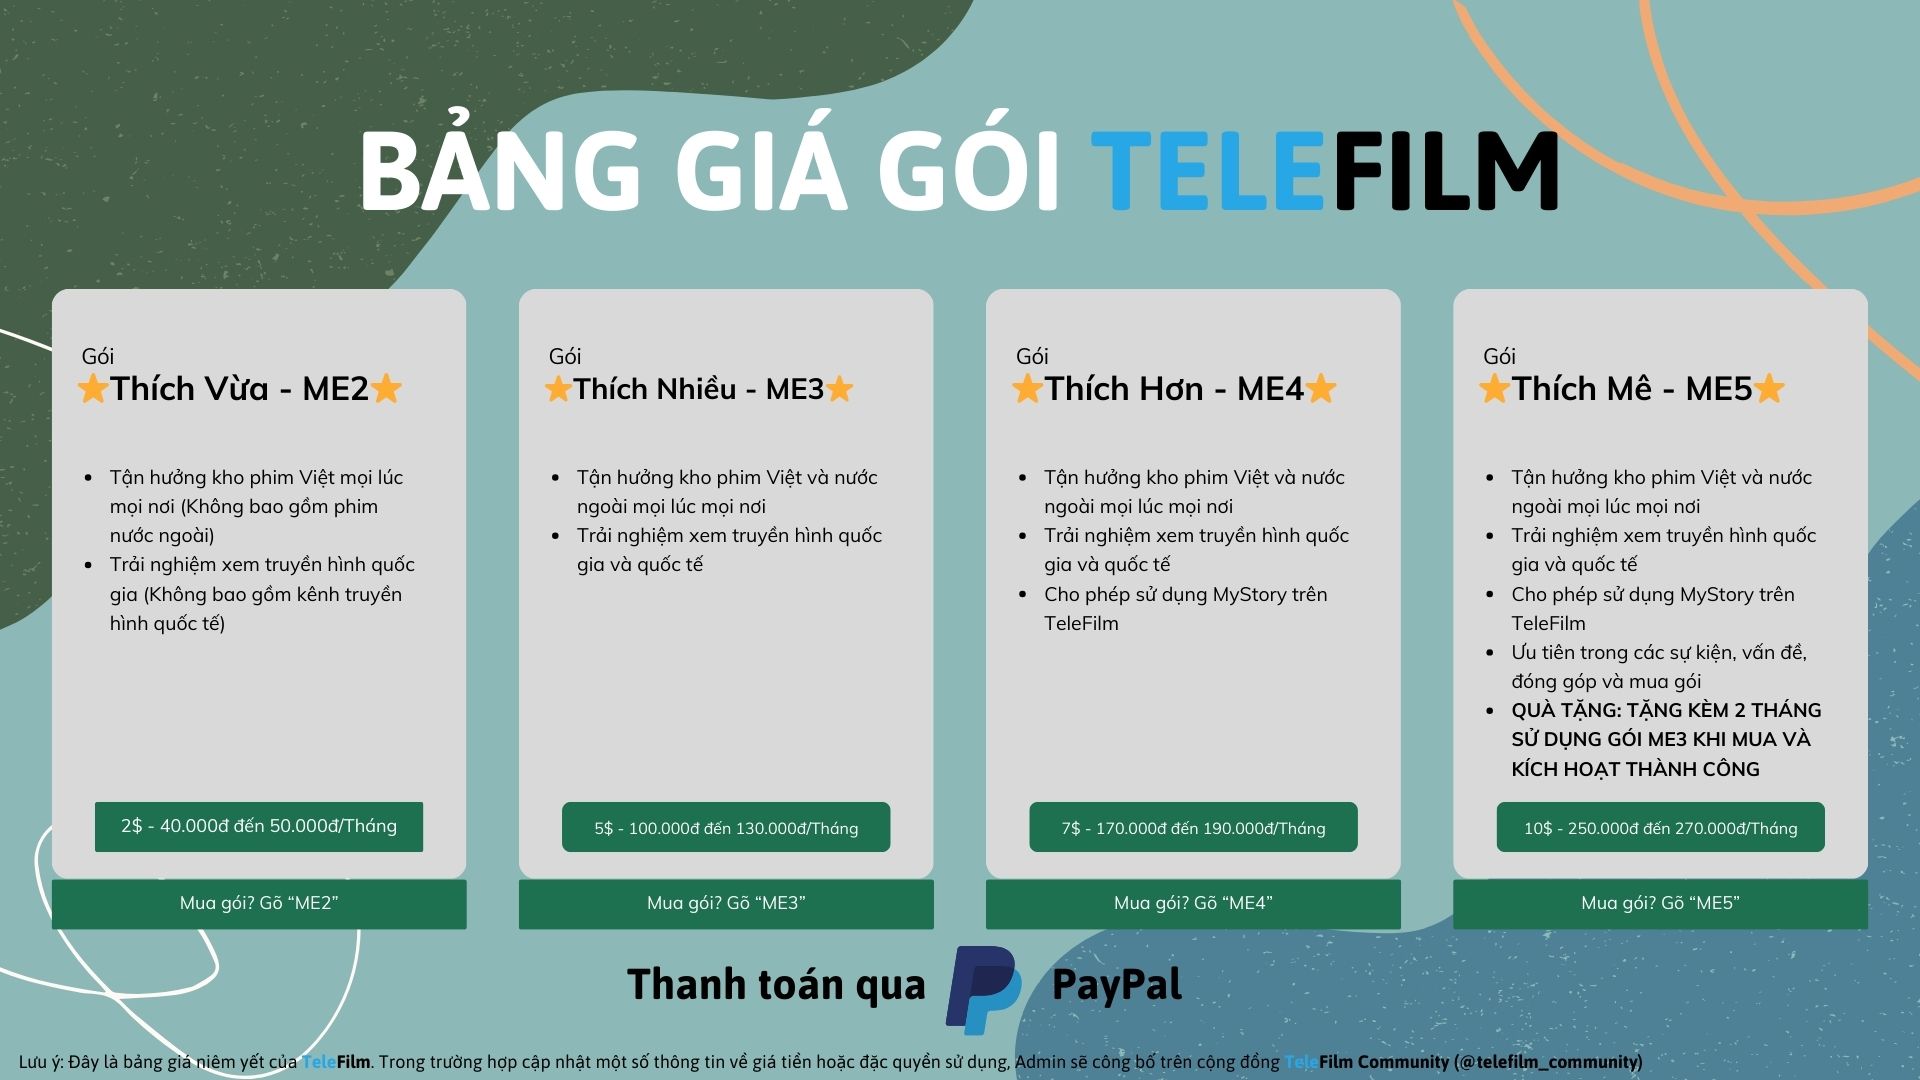 BẢNG GIÁ GÓI TELEFILM
Gói
⭐Thích Vừa - ME2⭐
• Tận hưởng kho phim Việt mọi lúc
mọi nơi (Không bao gồm phim
nước ngoài)
• Trải nghiệm xem truyền hình quốc
gia (Không bao gồm kênh truyền
hình quốc tế)
2$ - 40.000đ đến 50.000đ/Tháng
Mua gói? Gõ “ME2”
Gói
⭐Thích Nhiều - ME3⭐
• Tận hưởng kho phim Việt và nước
ngoài mọi lúc mọi nơi
• Trải nghiệm xem truyền hình quốc
gia và quốc tế
5$ - 100.000đ đến 130.000đ/Tháng
Mua gói? Gõ “ME3”
Gói
⭐Thích Hơn - ME4⭐
• Tận hưởng kho phim Việt và nước
ngoài mọi lúc mọi nơi
• Trải nghiệm xem truyền hình quốc
gia và quốc tế
• Cho phép sử dụng MyStory trên
TeleFilm
7$ - 170.000đ đến 190.000đ/Tháng
Mua gói? Gõ “ME4”
Gói
⭐Thích Mê - ME5⭐
• Tận hưởng kho phim Việt và nước
ngoài mọi lúc mọi nơi
• Trải nghiệm xem truyền hình quốc
gia và quốc tế
• Cho phép sử dụng MyStory trên
TeleFilm
• Ưu tiên trong các sự kiện, vấn đề,
đóng góp và mua gói
• QUÀ TẶNG: TẶNG KÈM 2 THÁNG
SỬ DỤNG GÓI ME3 KHI MUA VÀ
KÍCH HOẠT THÀNH CÔNG
10$ - 250.000đ đến 270.000đ/Tháng
Mua gói? Gõ “ME5”
Thanh toán qua PayPal
Lưu ý: Đây là bảng giá niêm yết của TeleFilm. Trong trường hợp cập nhật một số thông tin về giá tiền hoặc đặc quyền sử dụng, Admin sẽ công bố trên cộng đồng TeleFilm Community (@telefilm_community)